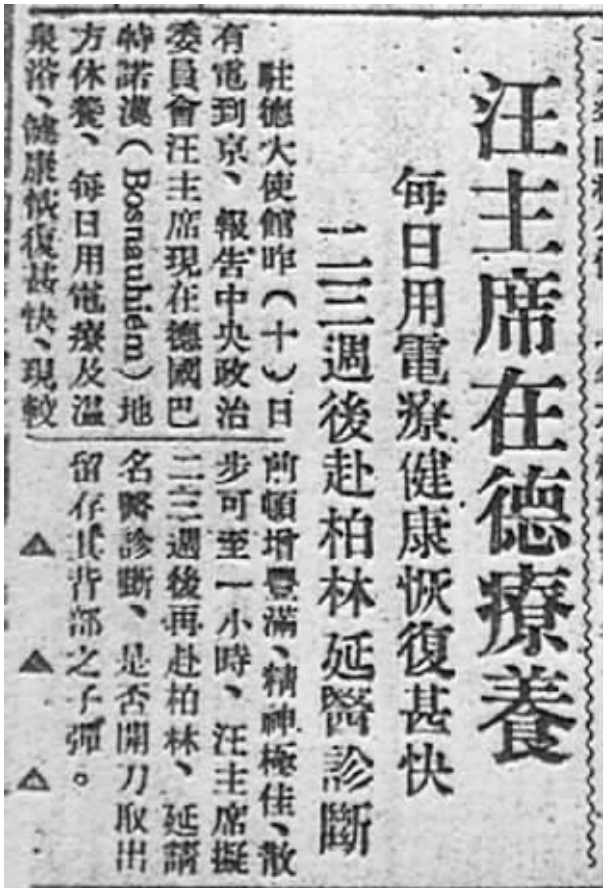 汪主席在德療養
每日用電療健康恢復甚快
二三週後赴柏林延醫診斷
駐德大使館昨（十）日
有電到京、報告中央政治
委員會汪主席現在德國巴
特諾漢（Bosnauhiem）地
方休養、每日用電療及溫
泉浴、健康恢復甚快、現較
前頓增豐滿、精神極佳、散
步可至一小時、汪主席擬
二三週後再赴柏林、延請
名醫診斷、是否開刀取出
留存其背部之子彈。